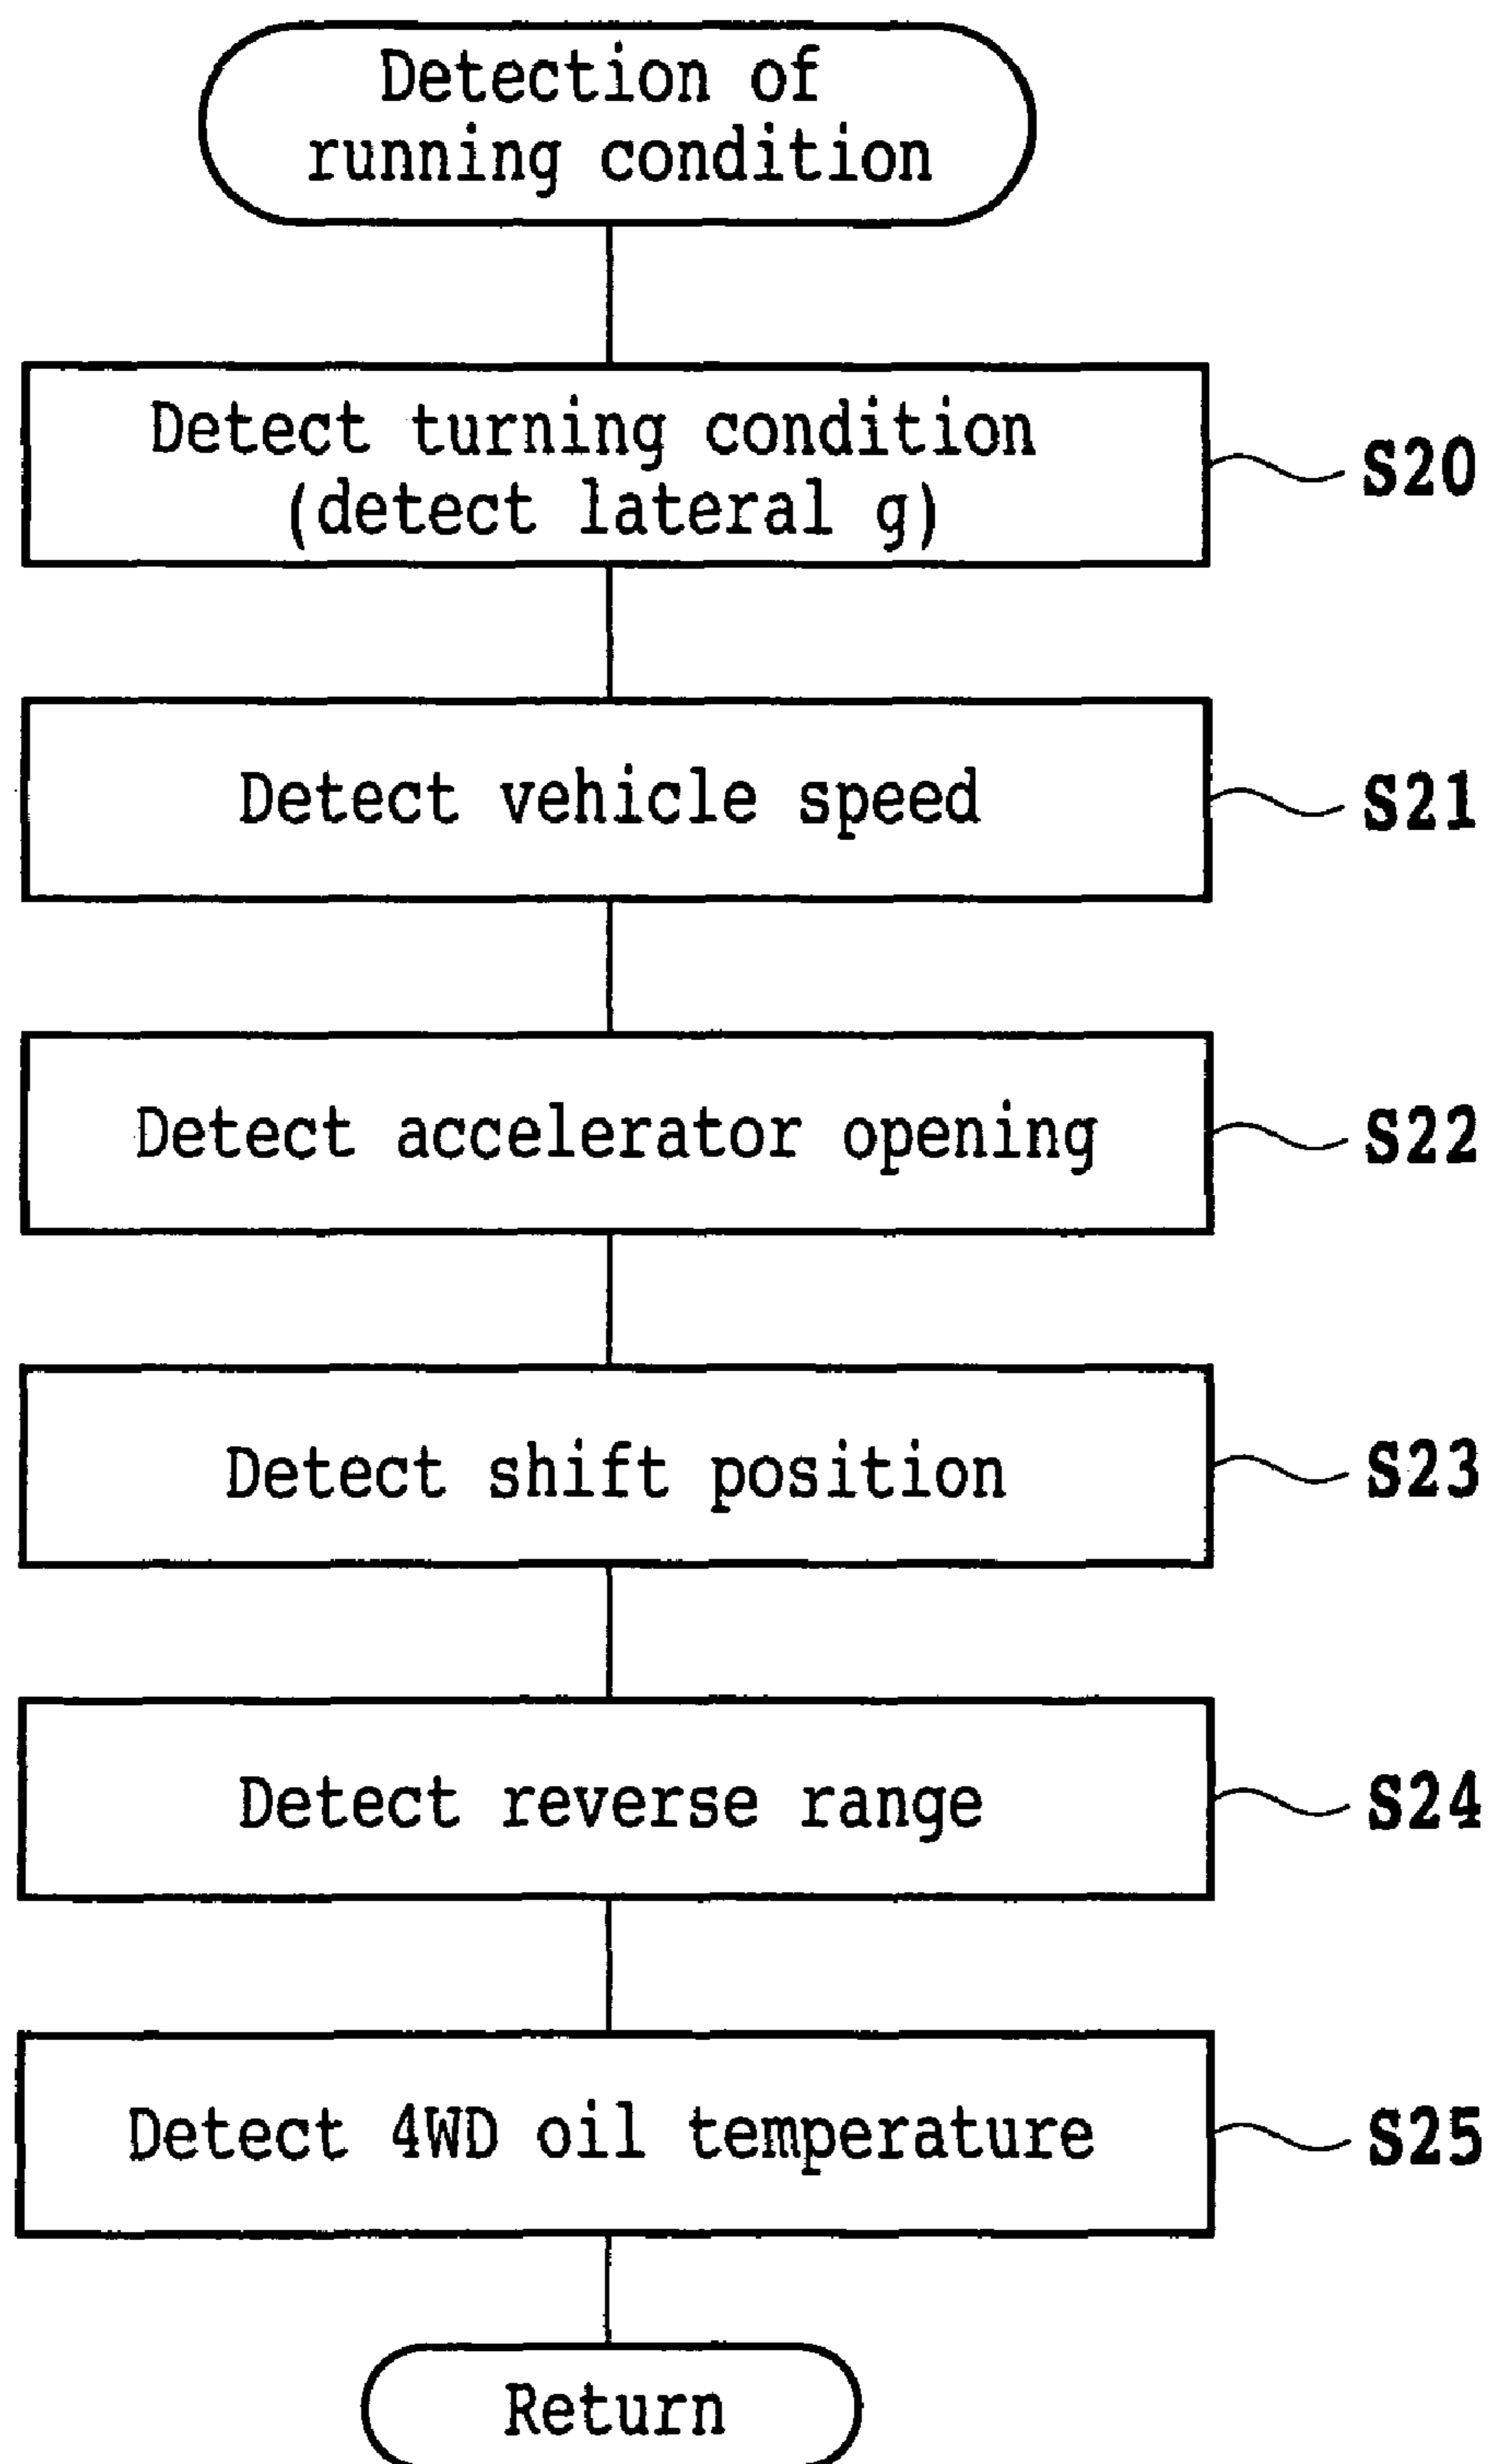 Detection of
running condition
Detect turning condition
(detect lateral g)
S20
Detect vehicle speed
S21
Detect accelerator opening
S22
Detect shift position
S23
Detect reverse range
S24
Detect 4WD oil temperature
S25
Return